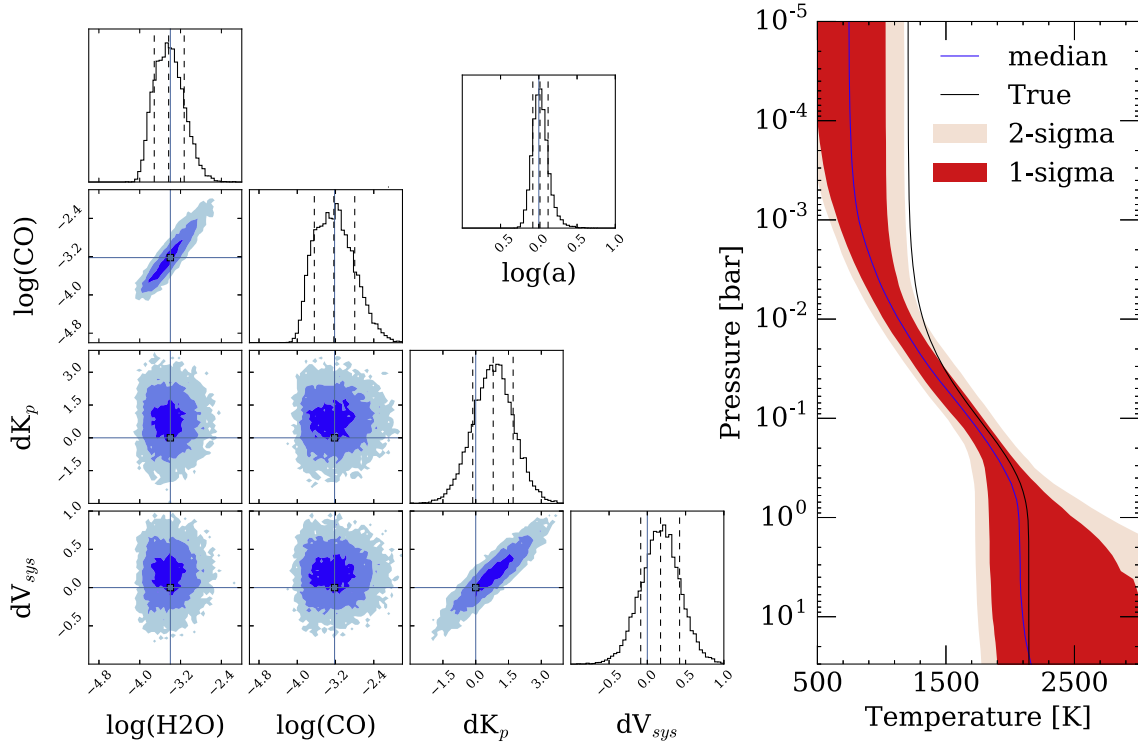 log(CO)
−2.4
−3.2
−4.0
−4.8
dK_p
3.0
1.5
0.0
−1.5
−3.0
dV_sys
1.0
0.5
0.0
−0.5
−4.8 −4.0 −3.2 −2.4
log(H2O)
−4.8 −4.0 −3.2 −2.4
log(CO)
−1.5 0.0 1.5 3.0
dK_p
−0.5 0.0 0.5 1.0
dV_sys
0.5 0.0 0.5 1.0
log(a)
Pressure [bar]
10^-5
10^-4
10^-3
10^-2
10^-1
10^0
10^1
median
True
2-sigma
1-sigma
500 1500 2500
Temperature [K]